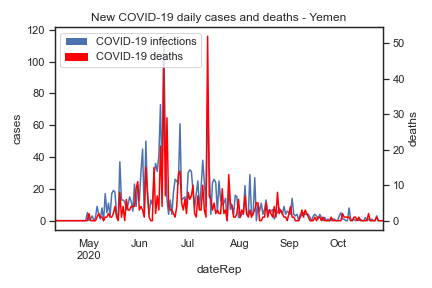 New COVID-19 daily cases and deaths - Yemen
COVID-19 infections
COVID-19 deaths
120
100
80
60
40
20
0
cases
50
40
30
20
10
0
deaths
May
2020
Jun
Jul
Aug
Sep
Oct
dateRep